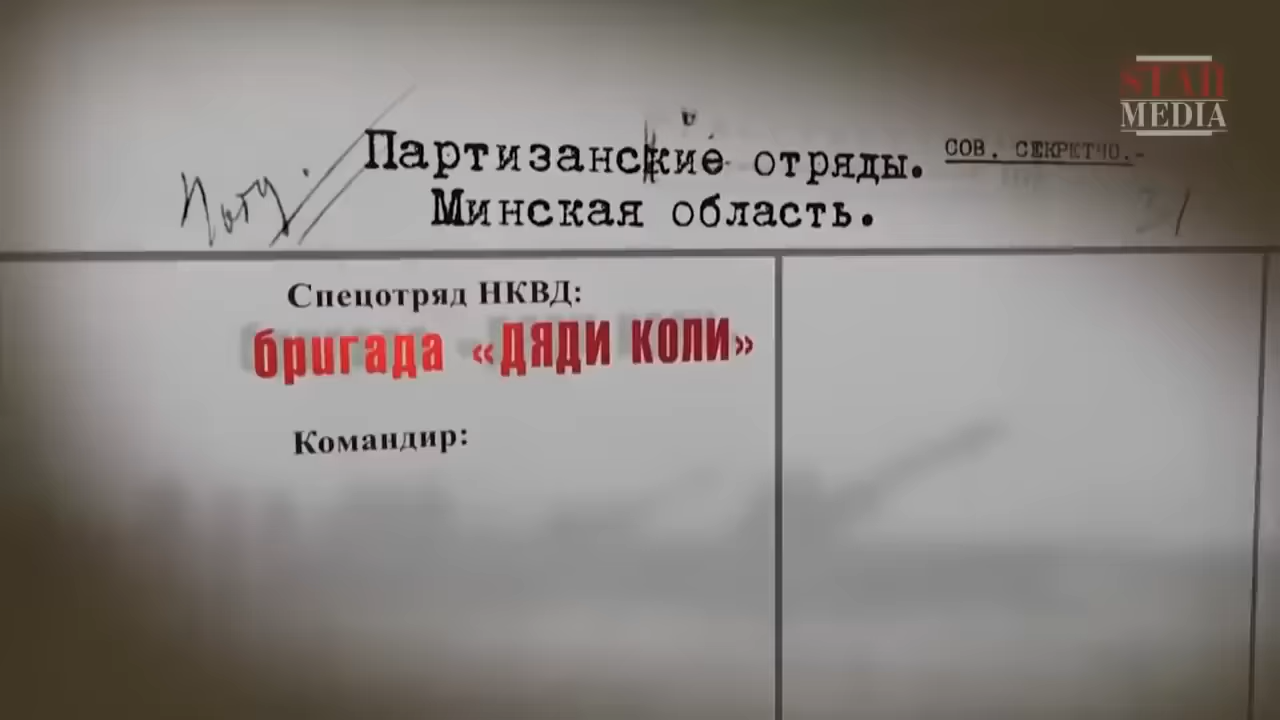 STAR
MEDIA
Партизанские отряды.
СОВ. СЕКРЕТНО.-
Минская область.
Спецотряд НКВД:
бригада «ДЯДИ КОЛИ»
Командир: